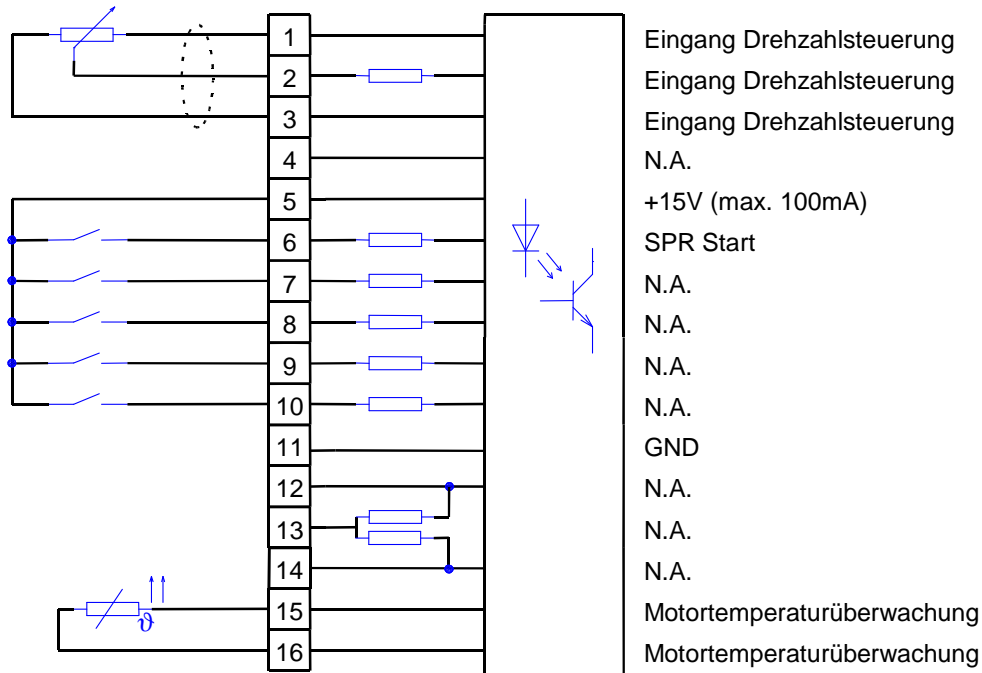 1 Eingang Drehzahlsteuerung
2 Eingang Drehzahlsteuerung
3 Eingang Drehzahlsteuerung
4 N.A.
5 +15V (max. 100mA)
6 SPR Start
7 N.A.
8 N.A.
9 N.A.
10 N.A.
11 GND
12 N.A.
13 N.A.
14 N.A.
ϑ 15 Motortemperaturüberwachung
16 Motortemperaturüberwachung